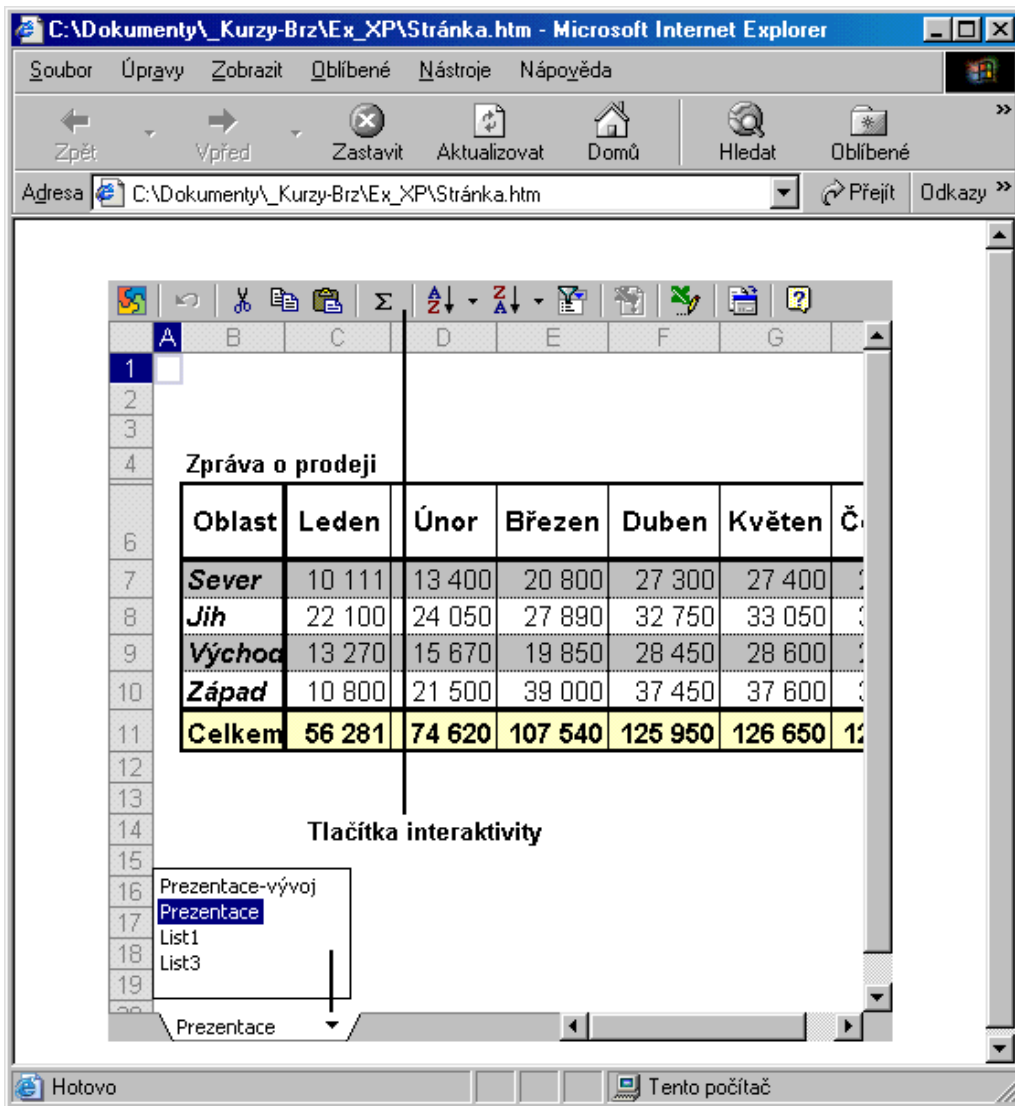 C:\Dokumenty\_Kurzy-Brz\Ex_XP\Stránka.htm - Microsoft Internet Explorer
Soubor Úpravy Zobrazit Oblíbené Nástroje Nápověda
Zpět Vpřed Zastavit Aktualizovat Domů Hledat Oblíbené »
Adresa C:\Dokumenty\_Kurzy-Brz\Ex_XP\Stránka.htm Přejít Odkazy »
A B C D E F G
1
2
3
4 Zpráva o prodeji
6 Oblast Leden Únor Březen Duben Květen
7 Sever 10 111 13 400 20 800 27 300 27 400
8 Jih 22 100 24 050 27 890 32 750 33 050
9 Východ 13 270 15 670 19 850 28 450 28 600
10 Západ 10 800 21 500 39 000 37 450 37 600
11 Celkem 56 281 74 620 107 540 125 950 126 650
12
13
14 Tlačítka interaktivity
15
16 Prezentace-vývoj
17 Prezentace
18 List1
19 List3
Prezentace
Hotovo Tento počítač